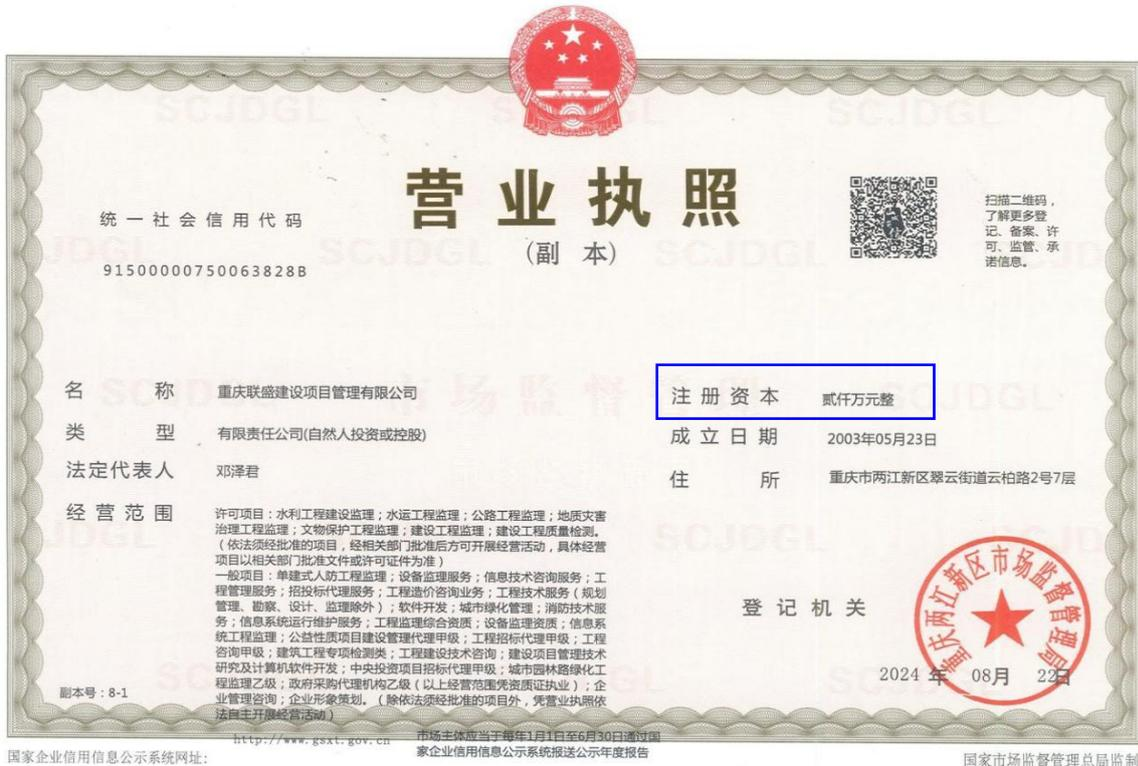 营业执照
(副 本)
统一社会信用代码
91500000750063828B
扫描二维码，
了解更多登
记、备案、许
可、监管、承
诺信息。
名 称 重庆联盛建设项目管理有限公司
类 型 有限责任公司(自然人投资或控股)
法定代表人 邓泽君
经营范围 许可项目：水利工程建设监理；水运工程监理；公路工程监理；地质灾害
治理工程监理；文物保护工程监理；建设工程监理；建设工程质量检测。
（依法须经批准的项目，经相关部门批准后方可开展经营活动，具体经营
项目以相关部门批准文件或许可证件为准）
一般项目：单建式人防工程监理；设备监理服务；信息技术咨询服务；工
程管理服务；招投标代理服务；工程造价咨询业务；工程技术服务（规划
管理、勘察、设计、监理除外）；软件开发；城市绿化管理；消防技术服
务；信息系统运行维护服务；工程监理综合资质；设备监理资质；信息系
统工程监理；公益性质项目建设管理代理甲级；工程招标代理甲级；工程
咨询甲级；建筑工程专项检测类；工程建设技术咨询；建设项目管理技术
研究及计算机软件开发；中央投资项目招标代理甲级；城市园林路绿化工
程监理乙级；政府采购代理机构乙级（以上经营范围凭资质证执业）；企
业管理咨询；企业形象策划。（除依法须经批准的项目外，凭营业执照依
法自主开展经营活动）
注册资本 贰仟万元整
成立日期 2003年05月23日
住 所 重庆市两江新区翠云街道云柏路2号7层
登记机关
重庆两江新区市场监督管理局
2024 年 08月 22日
副本号：8-1
http://www.gsxt.gov.cn
市场主体应当于每年1月1日至6月30日通过国
家企业信用信息公示系统报送公示年度报告
国家企业信用信息公示系统网址：
国家市场监督管理总局监制
SCJDGL
市场监督管理